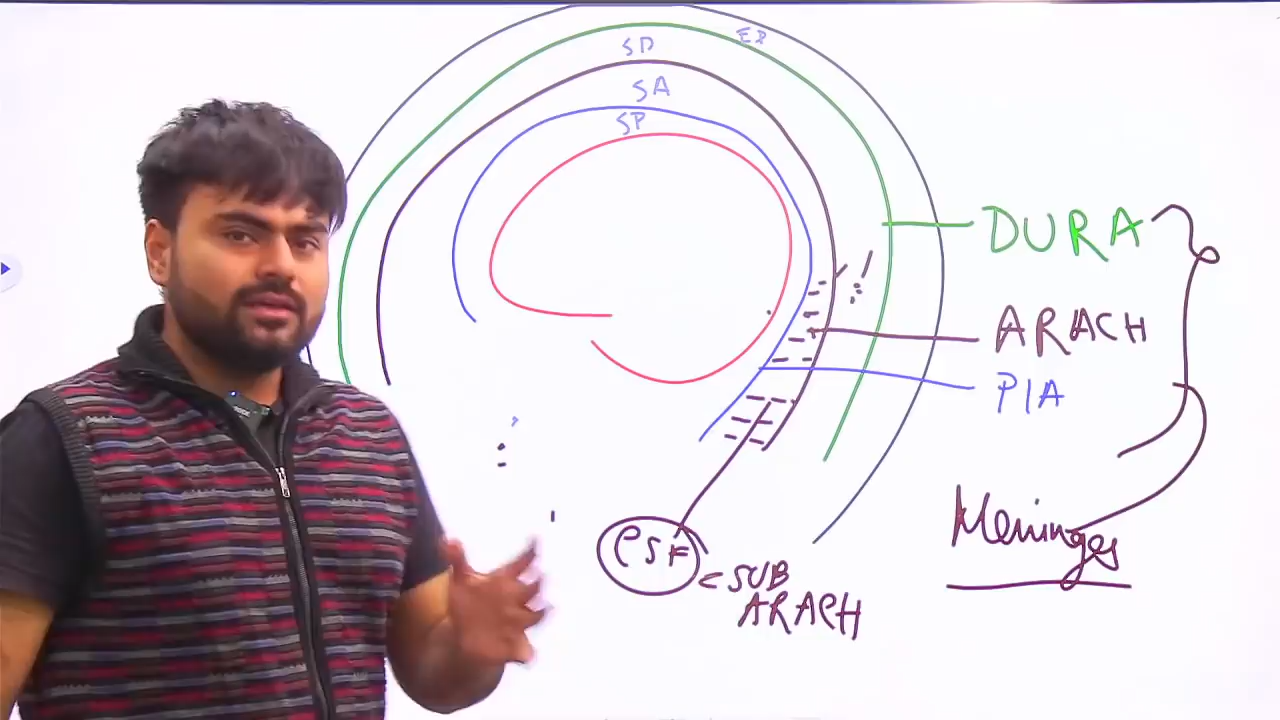 ED
SD
SA
SP
DURA
ARACH
PIA
CSF
< SUB
ARACH
Meninges